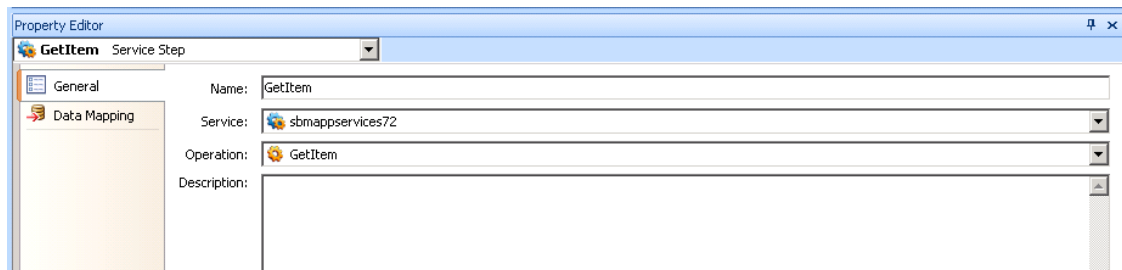 Property Editor
GetItem Service Step
General
Name: GetItem
Data Mapping
Service: sbmappservices72
Operation: GetItem
Description: